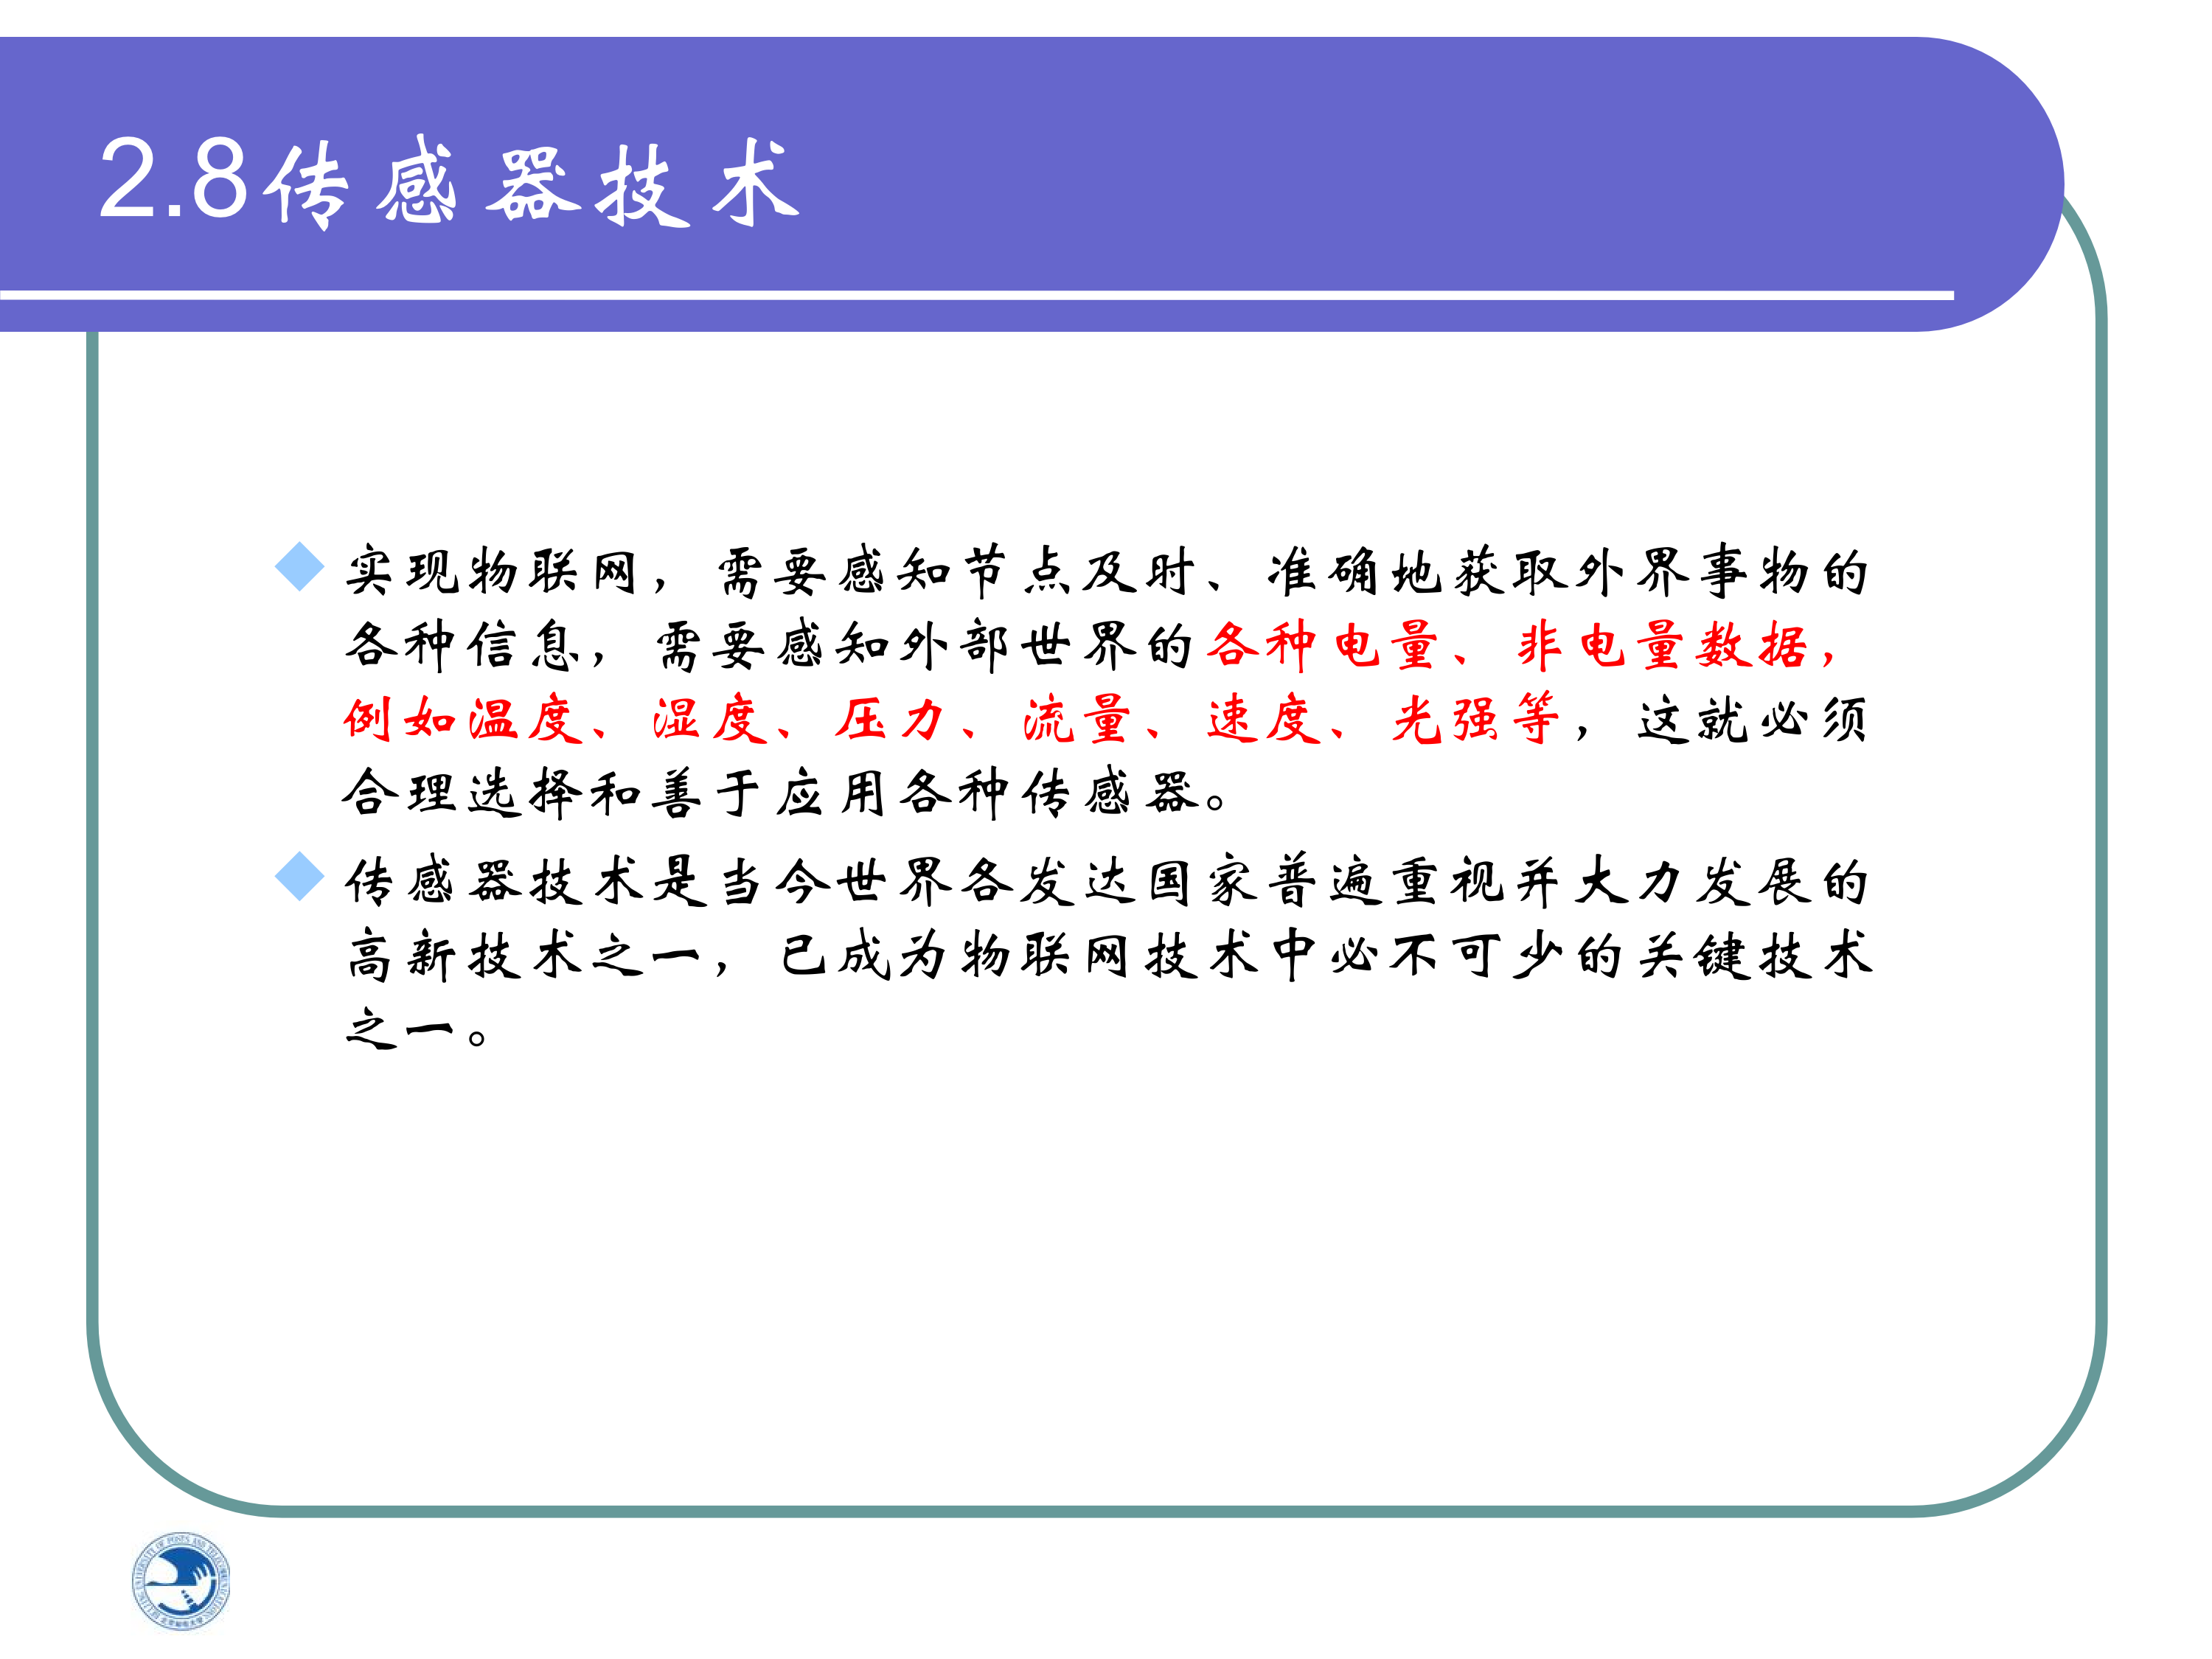 2.8传感器技术
实现物联网，需要感知节点及时、准确地获取外界事物的
各种信息，需要感知外部世界的各种电量、非电量数据，
例如温度、湿度、压力、流量、速度、光强等，这就必须
合理选择和善于应用各种传感器。
传感器技术是当今世界各发达国家普遍重视并大力发展的
高新技术之一，已成为物联网技术中必不可少的关键技术
之一。